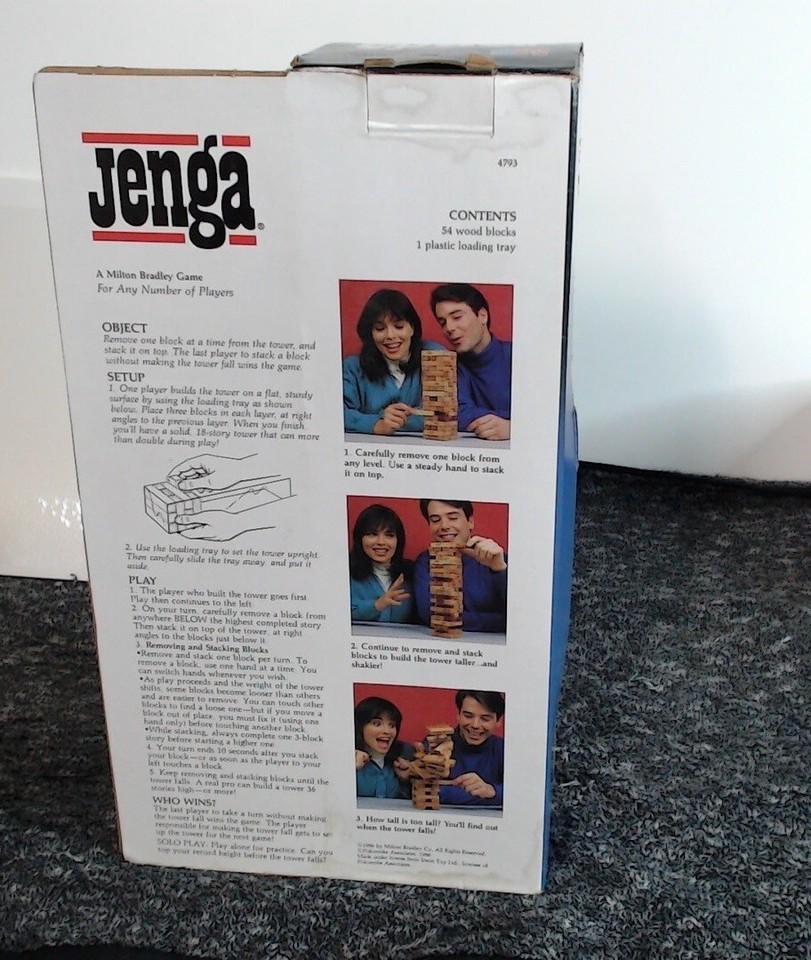 Jenga®
4793
CONTENTS
54 wood blocks
1 plastic loading tray
A Milton Bradley Game
For Any Number of Players
OBJECT
Remove one block at a time from the tower, and
stack it on top. The last player to stack a block
without making the tower fall wins the game.
SETUP
1. One player builds the tower on a flat, sturdy
surface by using the loading tray as shown
below. Place three blocks in each layer, at right
angles to the previous layer. When you finish,
you'll have a solid, 18-story tower that can more
than double during play!
2. Use the loading tray to set the tower upright.
Then carefully slide the tray away, and put it
aside.
PLAY
1. The player who built the tower goes first.
Play then continues to the left.
2. On your turn, carefully remove a block from
anywhere BELOW the highest completed story.
Then stack it on top of the tower, at right
angles to the blocks just below it.
3. Removing and Stacking Blocks
•Remove and stack one block per turn. To
remove a block, use one hand at a time. You
can switch hands whenever you wish.
•As play proceeds and the weight of the tower
shifts, some blocks become looser than others
and are easier to remove. You can touch other
blocks to find a loose one—but if you move a
block out of place, you must fix it (using one
hand only) before touching another block.
•While stacking, always complete one 3-block
story before starting a higher one.
4. Your turn ends 10 seconds after you stack
your block—or as soon as the player to your
left touches a block.
5. Keep removing and stacking blocks until the
tower falls. A real pro can build a tower 36
stories high—or more!
WHO WINS?
The last player to take a turn without making
the tower fall wins the game. The player
responsible for making the tower fall gets to set
up the tower for the next game!
SOLO PLAY: Play alone for practice. Can you
top your record height before the tower falls?
1. Carefully remove one block from
any level. Use a steady hand to stack
it on top.
2. Continue to remove and stack
blocks to build the tower taller...and
shakier!
3. How tall is too tall? You'll find out
when the tower falls!
by Milton Bradley Co. All Rights Reserved.
Pokonobe Associates
Made under license from
Pokonobe Associates.